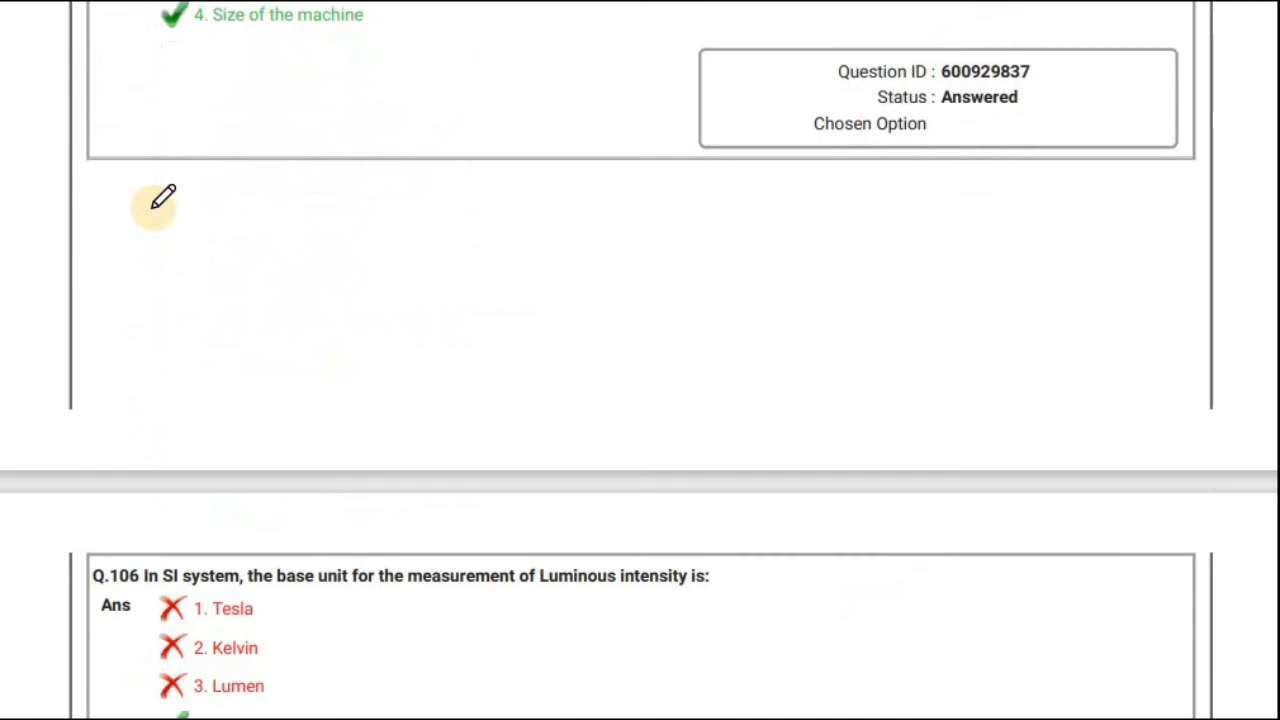 4. Size of the machine
Question ID : 600929837
Status : Answered
Chosen Option
Q.106 In SI system, the base unit for the measurement of Luminous intensity is:
Ans 1. Tesla
2. Kelvin
3. Lumen